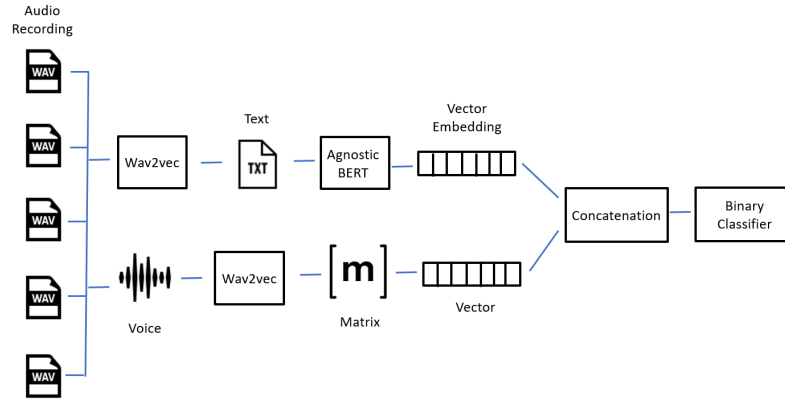 Audio
Recording
WAV
WAV
WAV
WAV
WAV
Wav2vec
Text
TXT
Agnostic
BERT
Vector
Embedding
Voice
Wav2vec
[m]
Matrix
Vector
Concatenation
Binary
Classifier